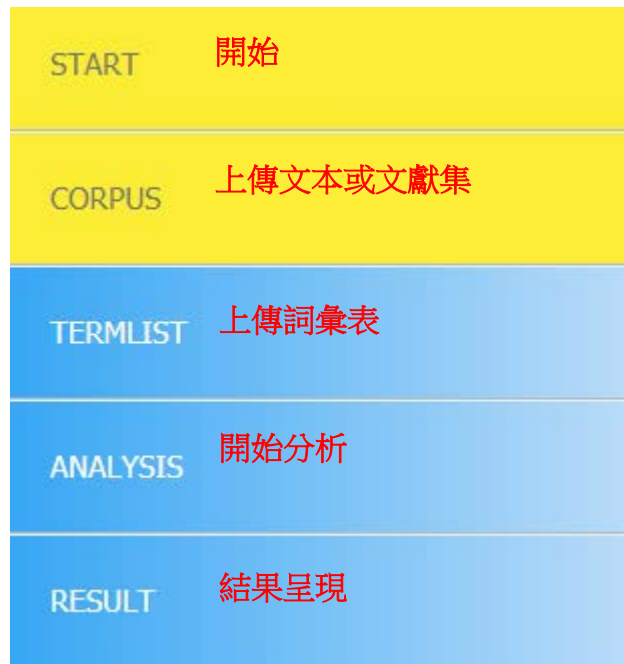 START 開始
CORPUS 上傳文本或文獻集
TERMLIST 上傳詞彙表
ANALYSIS 開始分析
RESULT 結果呈現